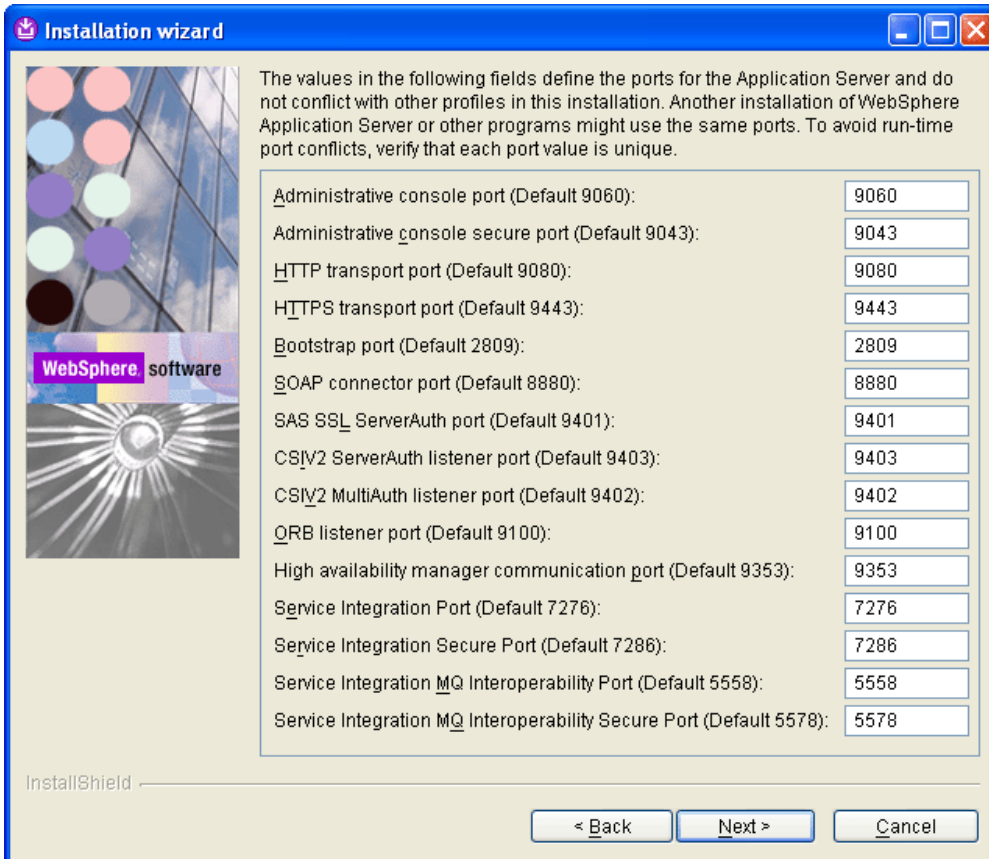 Installation wizard
The values in the following fields define the ports for the Application Server and do
not conflict with other profiles in this installation. Another installation of WebSphere
Application Server or other programs might use the same ports. To avoid run-time
port conflicts, verify that each port value is unique.
Administrative console port (Default 9060): 9060
Administrative console secure port (Default 9043): 9043
HTTP transport port (Default 9080): 9080
HTTPS transport port (Default 9443): 9443
Bootstrap port (Default 2809): 2809
SOAP connector port (Default 8880): 8880
SAS SSL ServerAuth port (Default 9401): 9401
CSIV2 ServerAuth listener port (Default 9403): 9403
CSIV2 MultiAuth listener port (Default 9402): 9402
ORB listener port (Default 9100): 9100
High availability manager communication port (Default 9353): 9353
Service Integration Port (Default 7276): 7276
Service Integration Secure Port (Default 7286): 7286
Service Integration MQ Interoperability Port (Default 5558): 5558
Service Integration MQ Interoperability Secure Port (Default 5578): 5578
WebSphere. software
InstallShield
< Back Next > Cancel